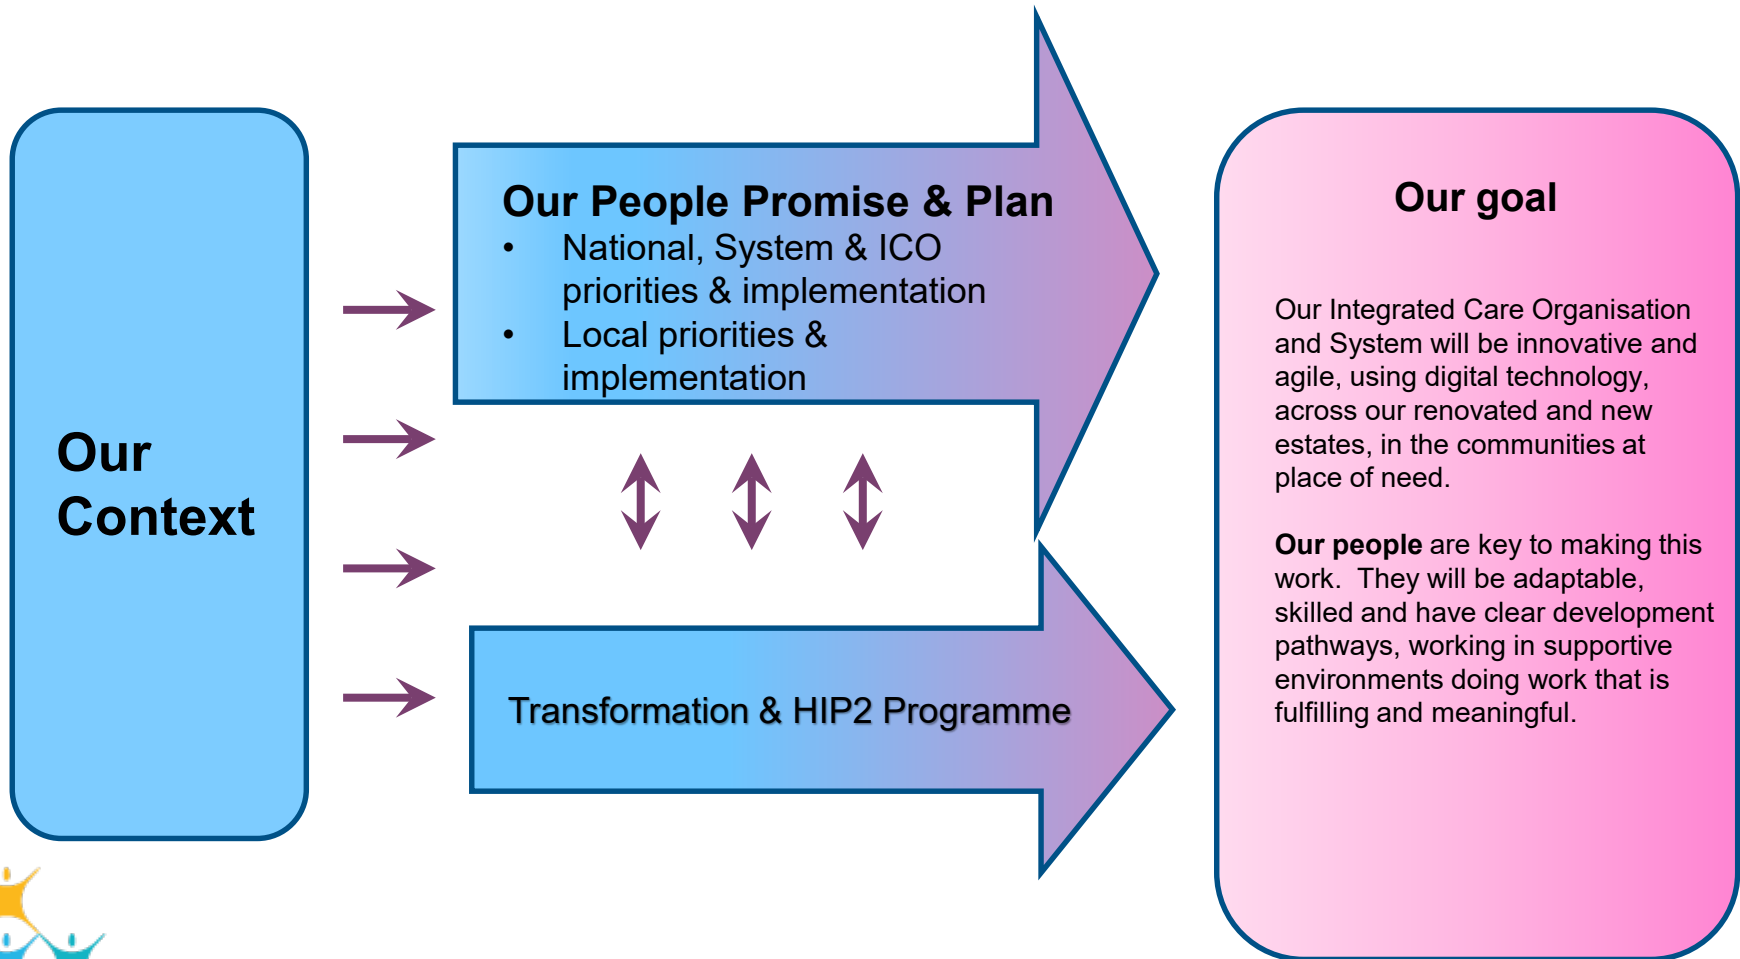 Our
Context
Our People Promise & Plan
• National, System & ICO
priorities & implementation
• Local priorities &
implementation
Transformation & HIP2 Programme
Our goal
Our Integrated Care Organisation
and System will be innovative and
agile, using digital technology,
across our renovated and new
estates, in the communities at
place of need.
Our people are key to making this
work.  They will be adaptable,
skilled and have clear development
pathways, working in supportive
environments doing work that is
fulfilling and meaningful.